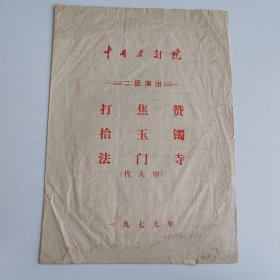 中国京剧院
二团演出
打焦赞
拾玉镯
法门寺
(代大审)
一九七九年